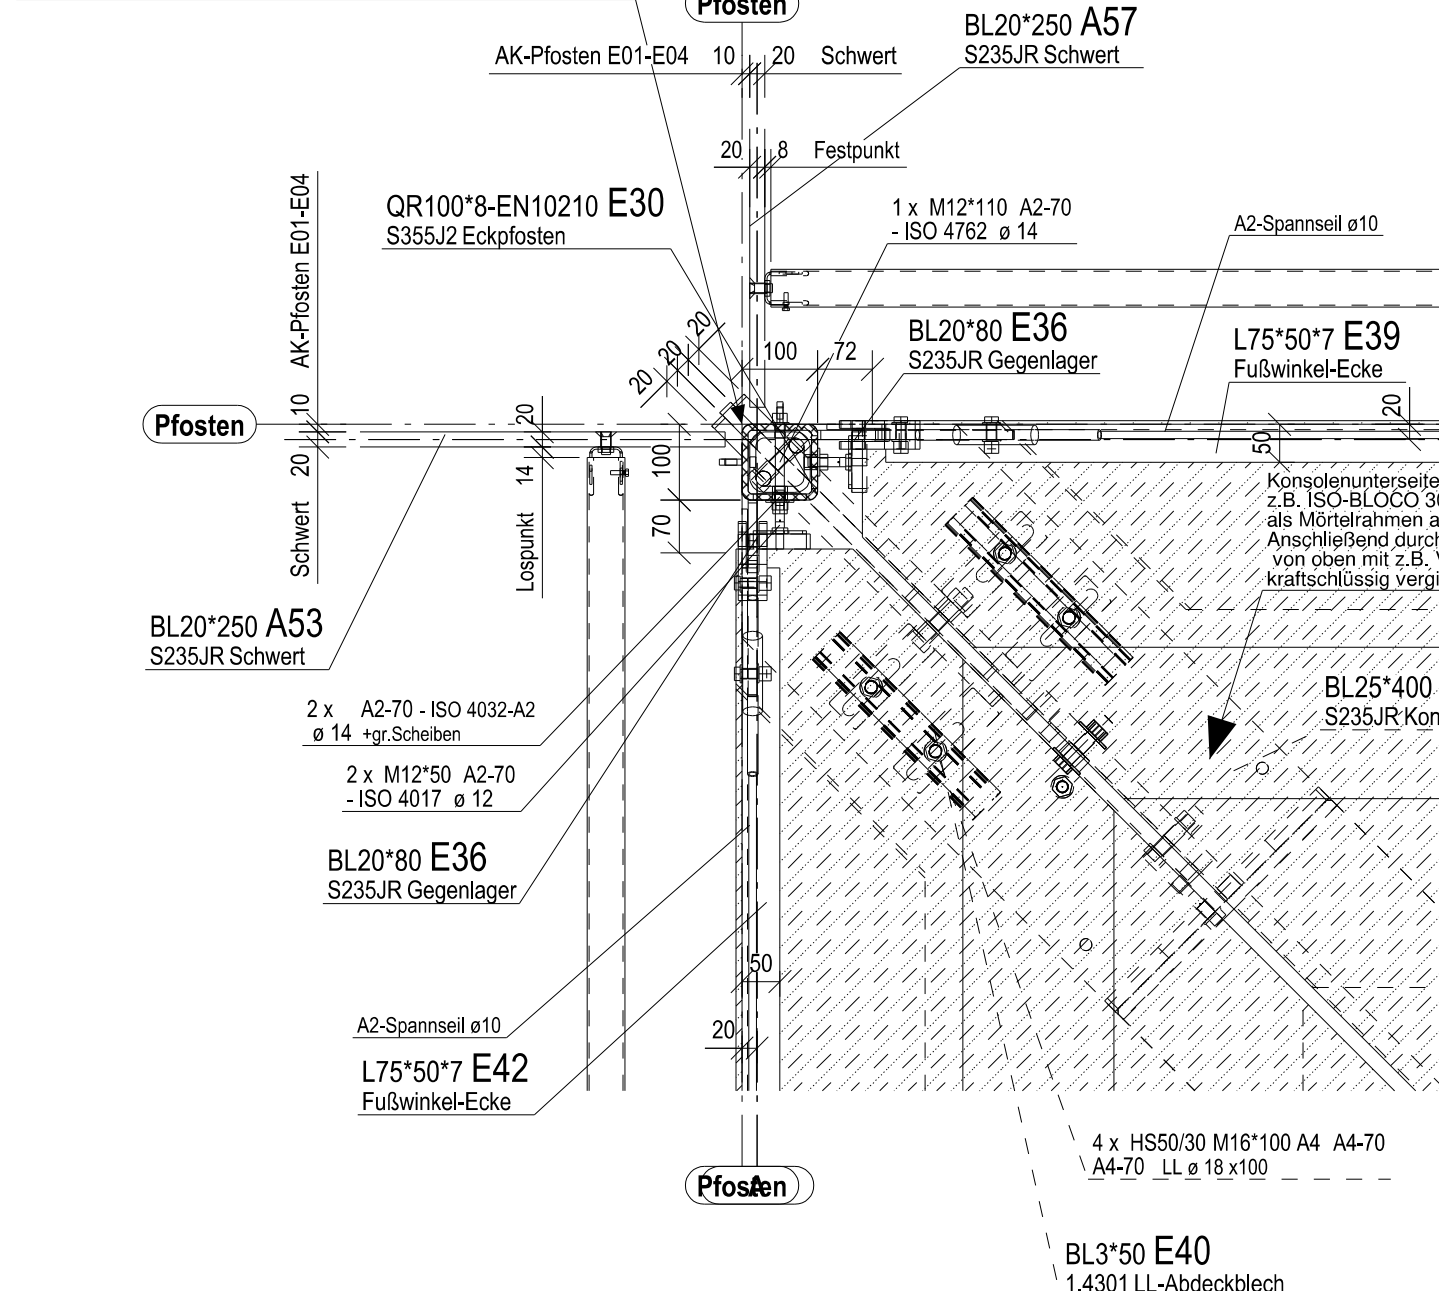 Pfosten
BL20*250 A57
S235JR Schwert
AK-Pfosten E01-E04 10 20 Schwert
20 8 Festpunkt
QR100*8-EN10210 E30
S355J2 Eckpfosten
1 x M12*110 A2-70
- ISO 4762 ø 14
A2-Spannseil ø10
AK-Pfosten E01-E04
10
20
Schwert
20
14
Lospunkt
20
20
20
100 72
BL20*80 E36
S235JR Gegenlager
L75*50*7 E39
Fußwinkel-Ecke
20
50
Pfosten
100
70
Konsolenunterseite
z.B. ISO-BLOCO
als Mörtelrahmen
Anschließend
von oben mit z.B.
kraftschlüssig
BL20*250 A53
S235JR Schwert
BL25*400
S235JR
2 x A2-70 - ISO 4032-A2
ø 14 +gr.Scheiben
2 x M12*50 A2-70
- ISO 4017 ø 12
BL20*80 E36
S235JR Gegenlager
50
A2-Spannseil ø10
20
L75*50*7 E42
Fußwinkel-Ecke
4 x HS50/30 M16*100 A4 A4-70
A4-70 LL ø 18 x100
Pfosten
A
BL3*50 E40
1.4301 LL-Abdeckblech